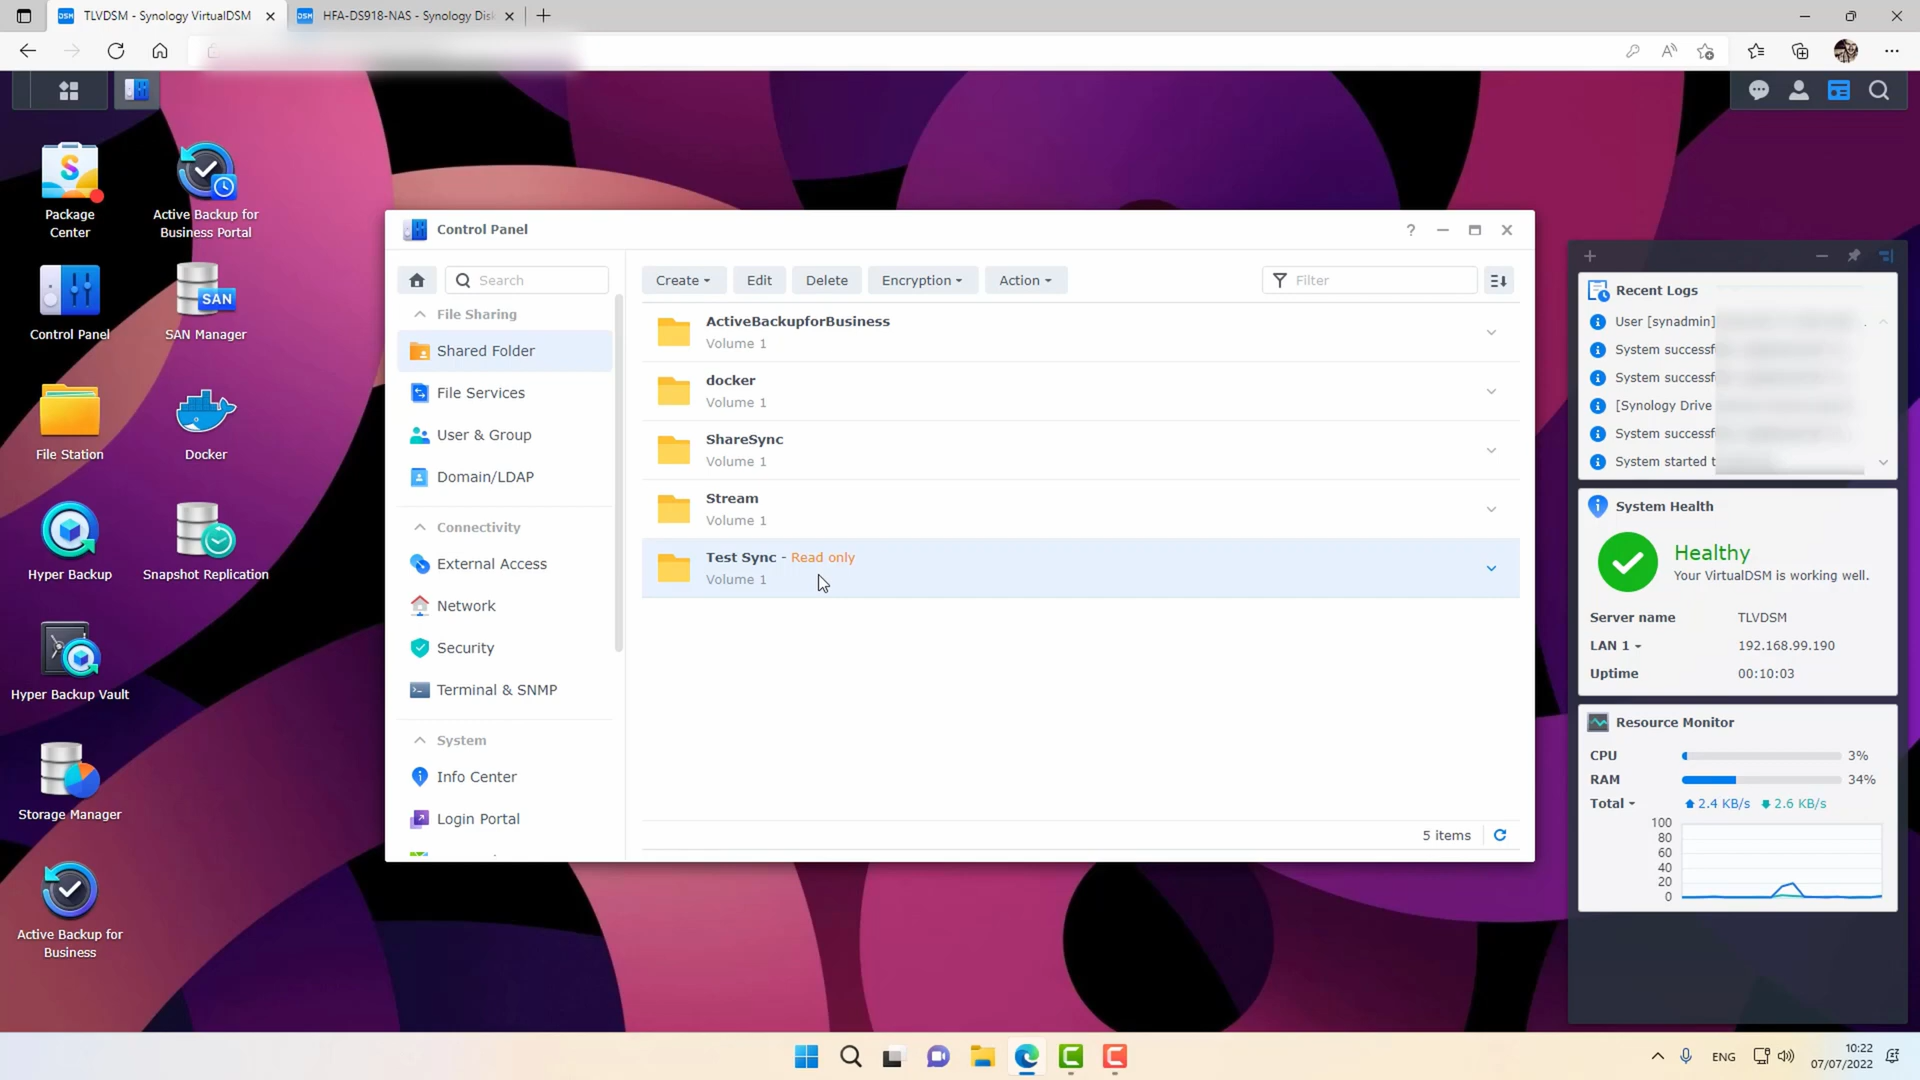 TLVDSM - Synology VirtualDSM
HFA-DS918-NAS - Synology Disk
Package
Center
Active Backup for
Business Portal
Control Panel
SAN
SAN Manager
File Station
Docker
Hyper Backup
Snapshot Replication
Hyper Backup Vault
Storage Manager
Active Backup for
Business
Control Panel
Search
Create
Edit
Delete
Encryption
Action
Filter
File Sharing
Shared Folder
File Services
User & Group
Domain/LDAP
Connectivity
External Access
Network
Security
Terminal & SNMP
System
Info Center
Login Portal
ActiveBackupforBusiness
Volume 1
docker
Volume 1
ShareSync
Volume 1
Stream
Volume 1
Test Sync - Read only
Volume 1
5 items
Recent Logs
User [synadmin]
System successf
System successf
[Synology Drive
System successf
System started t
System Health
Healthy
Your VirtualDSM is working well.
Server name TLVDSM
LAN 1 192.168.99.190
Uptime 00:10:03
Resource Monitor
CPU 3%
RAM 34%
Total 2.4 KB/s 2.6 KB/s
100
80
60
40
20
0
ENG
10:22
07/07/2022